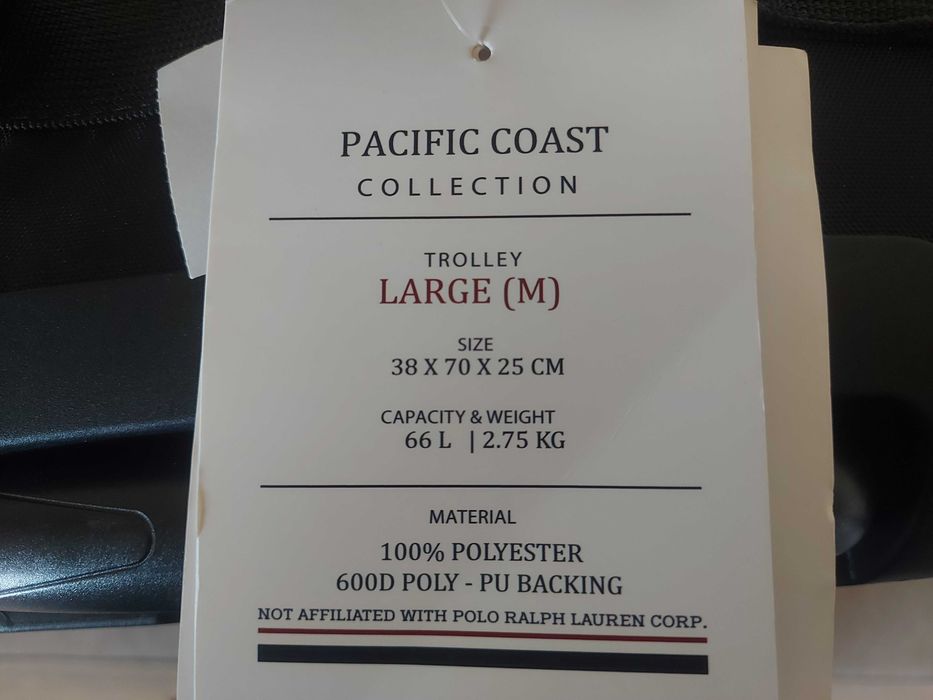 PACIFIC COAST
COLLECTION
TROLLEY
LARGE (M)
SIZE
38 X 70 X 25 CM
CAPACITY & WEIGHT
66 L | 2.75 KG
MATERIAL
100% POLYESTER
600D POLY - PU BACKING
NOT AFFILIATED WITH POLO RALPH LAUREN CORP.